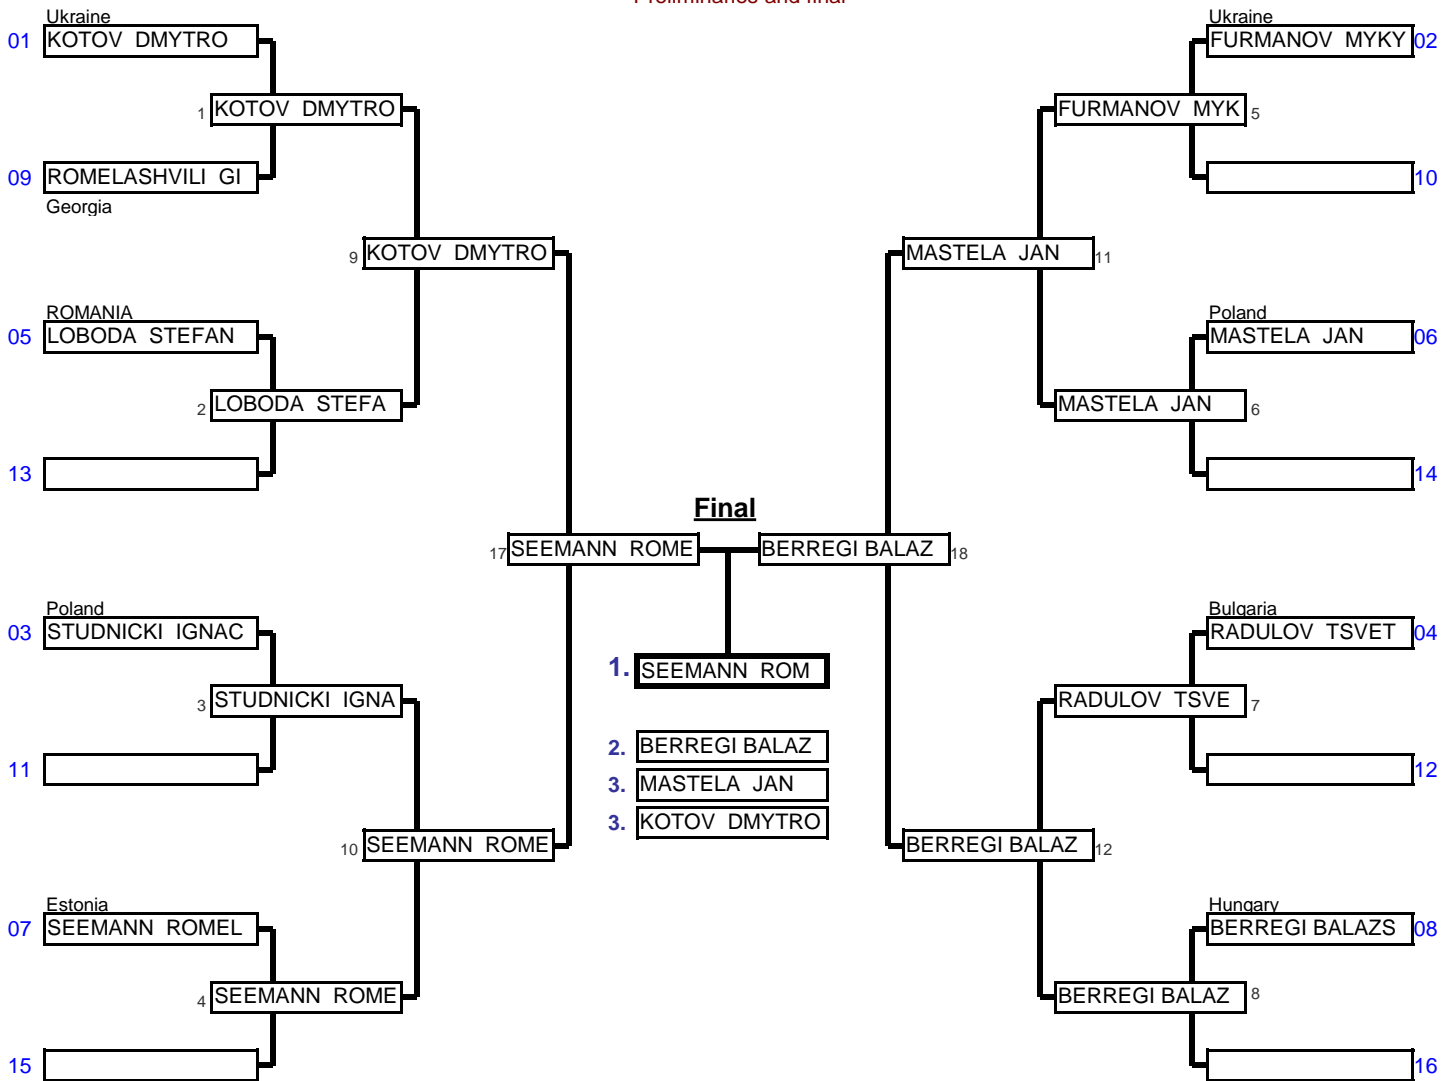 Preliminaries and final
Ukraine
01 KOTOV DMYTRO
1 KOTOV DMYTRO
09 ROMELASHVILI GI
Georgia
9 KOTOV DMYTRO
ROMANIA
05 LOBODA STEFAN
2 LOBODA STEFA
13
17 SEEMANN ROME
Poland
03 STUDNICKI IGNAC
3 STUDNICKI IGNA
11
10 SEEMANN ROME
Estonia
07 SEEMANN ROMEL
4 SEEMANN ROME
15
Final
1. SEEMANN ROM
2. BERREGI BALAZ
3. MASTELA JAN
3. KOTOV DMYTRO
Ukraine
FURMANOV MYKY 02
FURMANOV MYK 5
10
MASTELA JAN 11
Poland
MASTELA JAN 06
MASTELA JAN 6
14
BERREGI BALAZ 18
Bulgaria
RADULOV TSVET 04
RADULOV TSVE 7
12
BERREGI BALAZ 12
Hungary
BERREGI BALAZS 08
BERREGI BALAZ 8
16